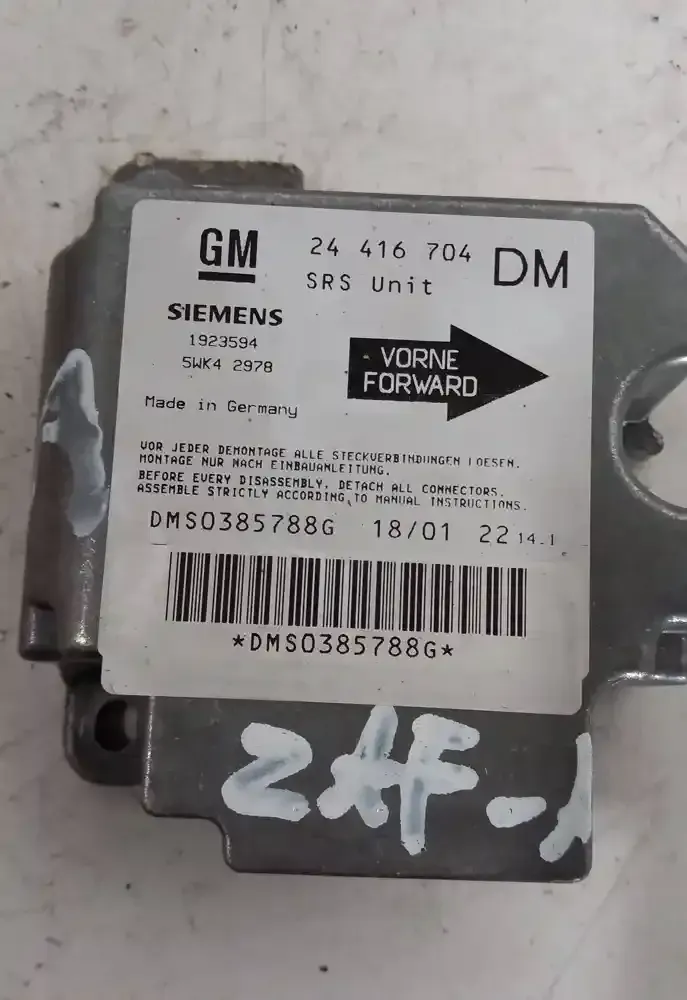 GM 24 416 704 DM
SRS Unit
SIEMENS
1923594
5WK4 2978
VORNE
FORWARD
Made in Germany
VOR JEDER DEMONTAGE ALLE STECKVERBINDUNGEN LOESEN.
MONTAGE NUR NACH EINBAUANLEITUNG.
BEFORE EVERY DISASSEMBLY, DETACH ALL CONNECTORS.
ASSEMBLE STRICTLY ACCORDING TO MANUAL INSTRUCTIONS.
DMS0385788G 18/01 22 14.1
*DMS0385788G*
ZAF-1